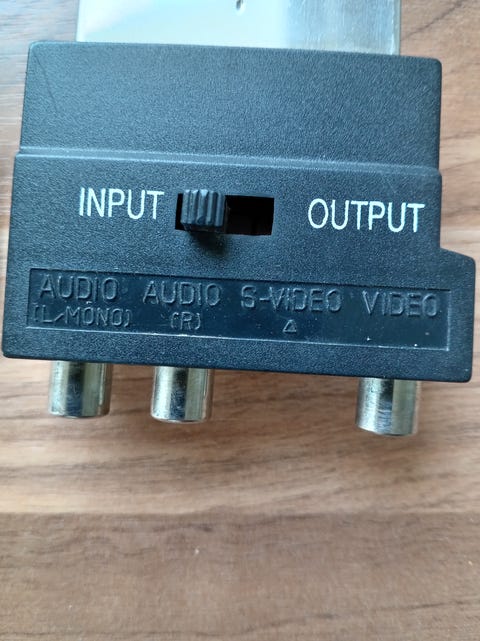 INPUT OUTPUT
AUDIO AUDIO S-VIDEO VIDEO
(L/MONO) (R) △